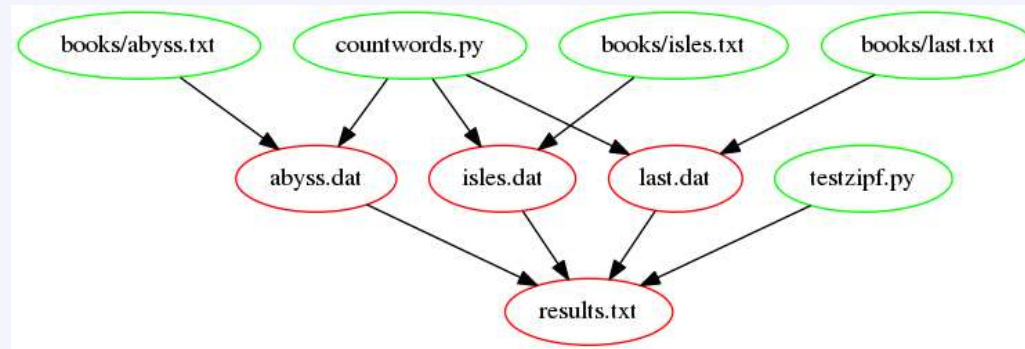 books/abyss.txt
countwords.py
books/isles.txt
books/last.txt
abyss.dat
isles.dat
last.dat
testzipf.py
results.txt